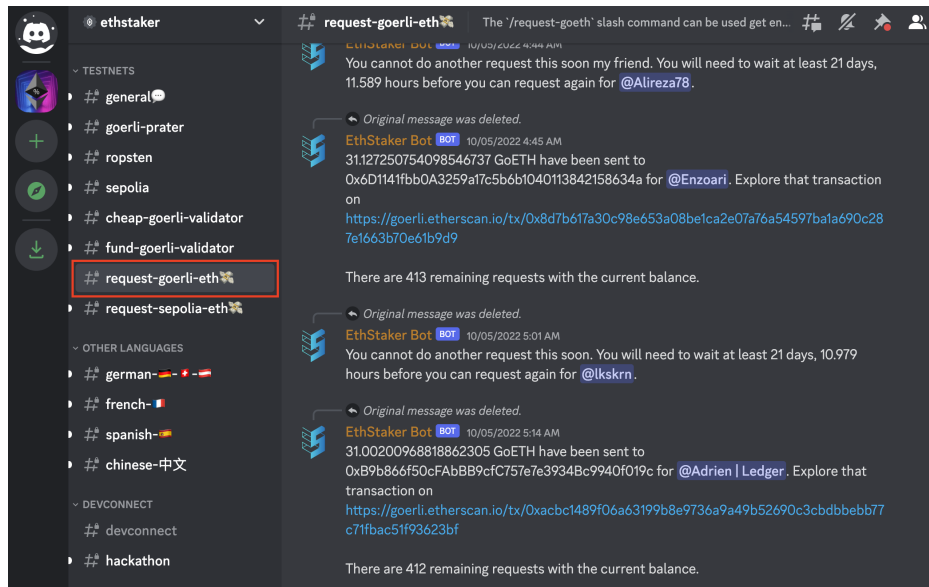 ethstaker
request-goerli-eth💸
The `/request-goeth` slash command can be used get en...
TESTNETS
general💬
goerli-prater
ropsten
sepolia
cheap-goerli-validator
fund-goerli-validator
request-goerli-eth💸
request-sepolia-eth💸
OTHER LANGUAGES
german-🇩🇪-🇨🇭-🇦🇹
french-🇫🇷
spanish-🇪🇸
chinese-中文
DEVCONNECT
devconnect
hackathon
EthStaker Bot BOT 10/05/2022 4:44 AM
You cannot do another request this soon my friend. You will need to wait at least 21 days,
11.589 hours before you can request again for @Alireza78.
Original message was deleted.
EthStaker Bot BOT 10/05/2022 4:45 AM
31.127250754098546737 GoETH have been sent to
0x6D1141fbb0A3259a17c5b6b1040113842158634a for @Enzoari. Explore that transaction
on
https://goerli.etherscan.io/tx/0x8d7b617a30c98e653a08be1ca2e07a76a54597ba1a690c28
7e1663b70e61b9d9
There are 413 remaining requests with the current balance.
Original message was deleted.
EthStaker Bot BOT 10/05/2022 5:01 AM
You cannot do another request this soon. You will need to wait at least 21 days, 10.979
hours before you can request again for @lkskrn.
Original message was deleted.
EthStaker Bot BOT 10/05/2022 5:14 AM
31.00200968818862305 GoETH have been sent to
0xB9b866f50cFAbBB9cfC757e7e3934Bc9940f019c for @Adrien | Ledger. Explore that
transaction on
https://goerli.etherscan.io/tx/0xacbc1489f06a63199b8e9736a9a49b52690c3cbdbbebb77
c71fbac51f93623bf
There are 412 remaining requests with the current balance.